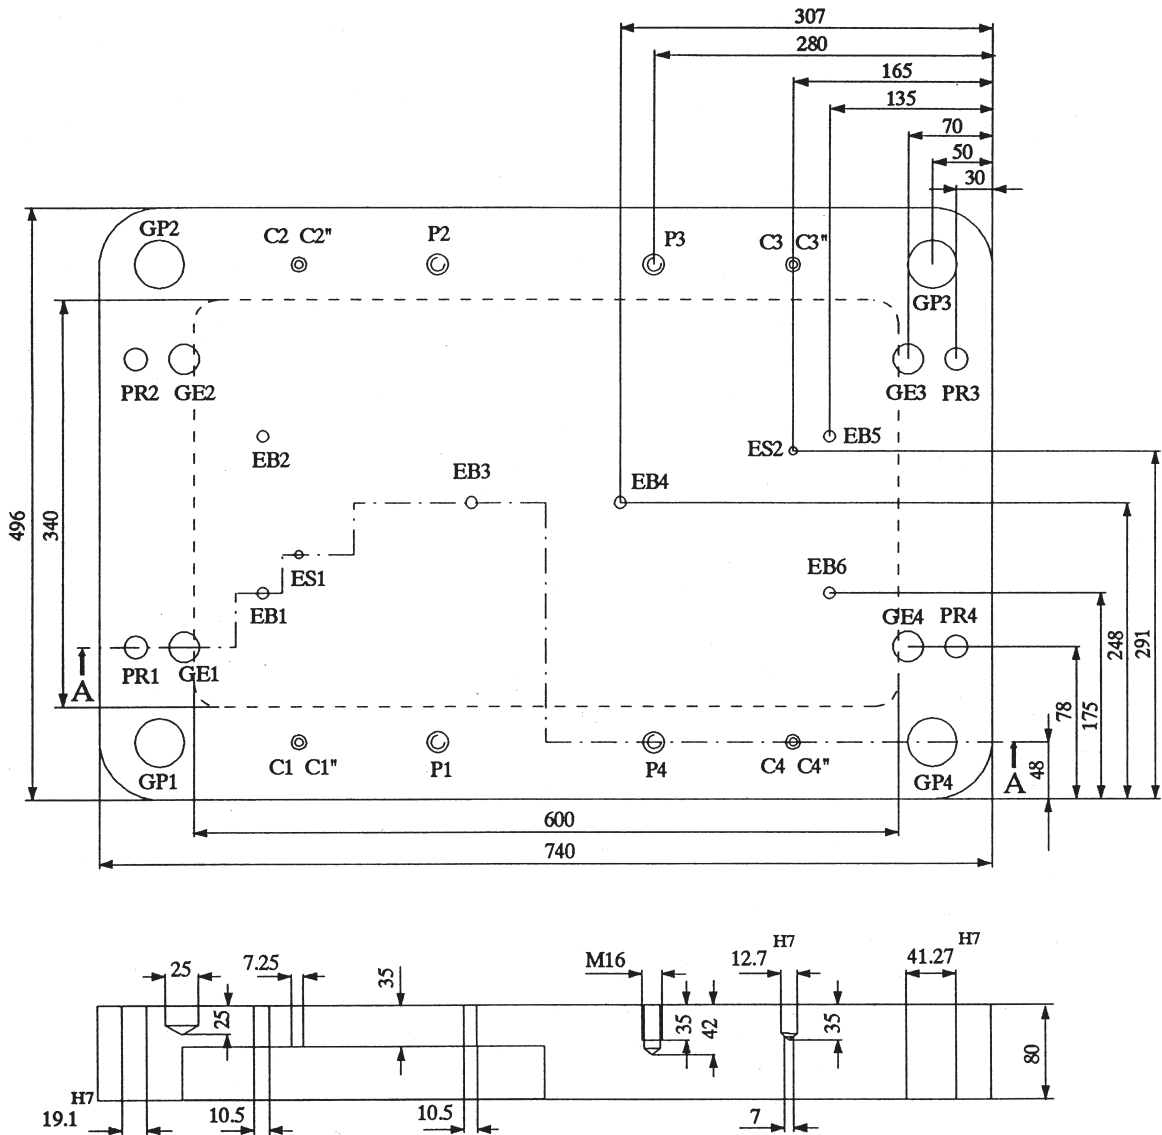 307
280
165
135
70
50
30
GP2
C2 C2"
P2
P3
C3 C3"
GP3
PR2
GE2
GE3
PR3
EB2
EB3
ES2
EB5
EB4
496
340
ES1
EB1
EB6
GE4
PR4
PR1
GE1
A
248
291
78
175
48
GP1
C1 C1"
P1
P4
C4 C4"
GP4
A
600
740
25
7.25
35
M16
12.7 H7
41.27 H7
25
35
42
35
80
H7
19.1
10.5
10.5
7